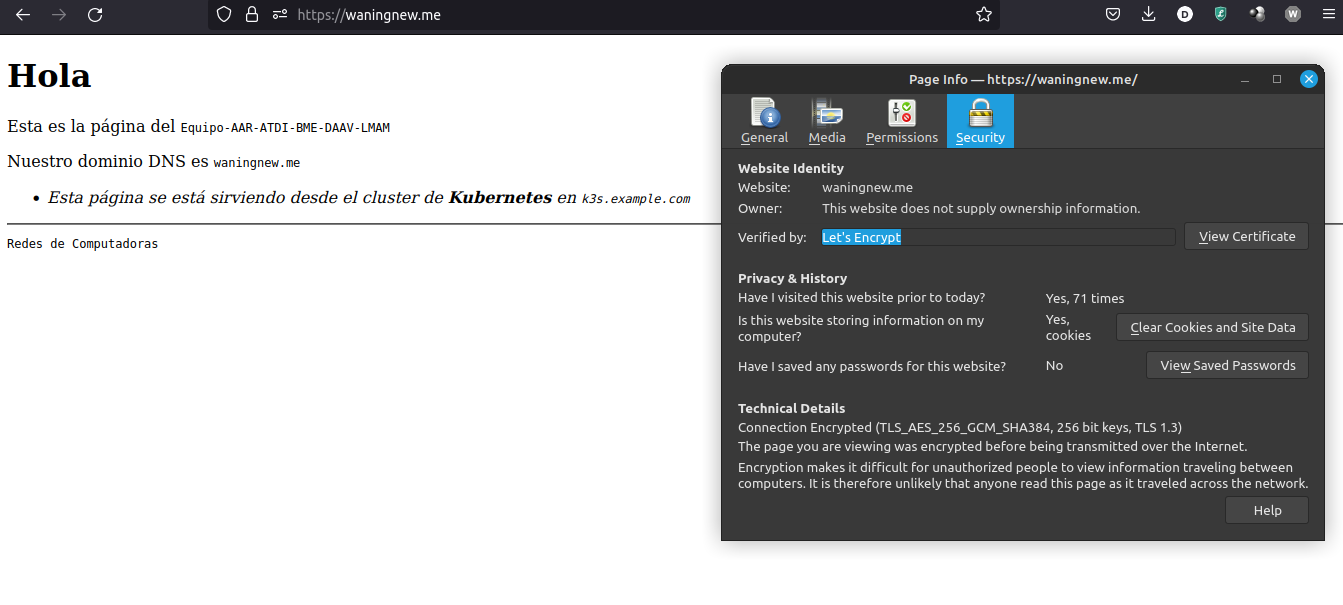 https://waningnew.me
D
W
Hola
Esta es la página del Equipo-AAR-ATDI-BME-DAAV-LMAM
Nuestro dominio DNS es waningnew.me
• Esta página se está sirviendo desde el cluster de Kubernetes en k3s.example.com
Redes de Computadoras
Page Info — https://waningnew.me/
General Media Permissions Security
Website Identity
Website: waningnew.me
Owner: This website does not supply ownership information.
Verified by: Let's Encrypt View Certificate
Privacy & History
Have I visited this website prior to today? Yes, 71 times
Is this website storing information on my
computer?
Yes,
cookies
Clear Cookies and Site Data
Have I saved any passwords for this website? No View Saved Passwords
Technical Details
Connection Encrypted (TLS_AES_256_GCM_SHA384, 256 bit keys, TLS 1.3)
The page you are viewing was encrypted before being transmitted over the Internet.
Encryption makes it difficult for unauthorized people to view information traveling between
computers. It is therefore unlikely that anyone read this page as it traveled across the network.
Help